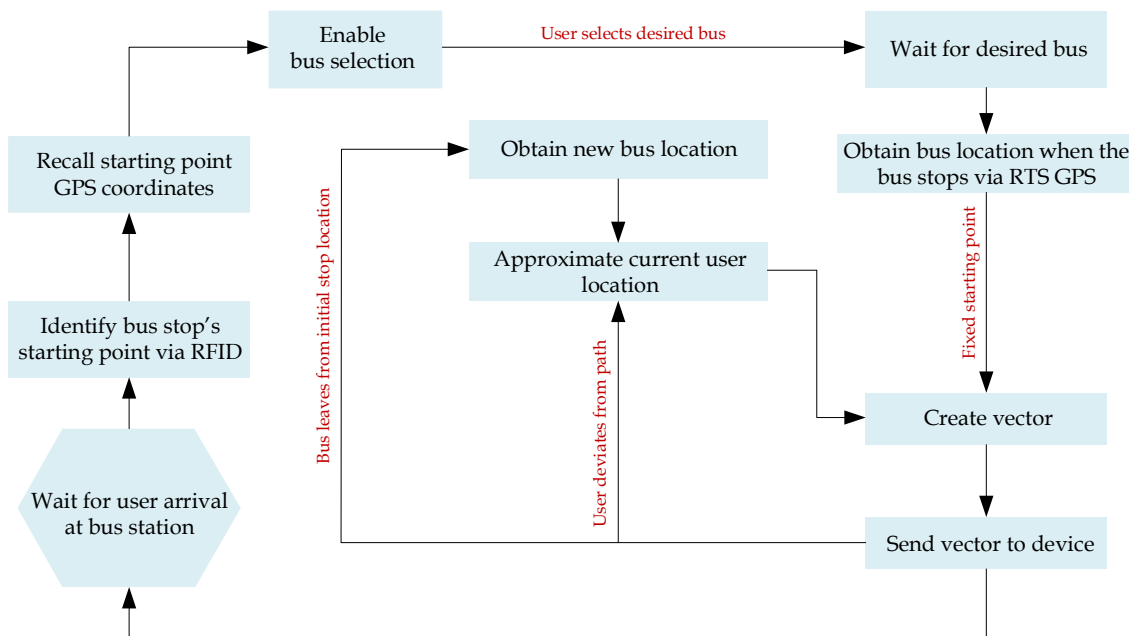 Enable
bus selection
User selects desired bus
Wait for desired bus
Recall starting point
GPS coordinates
Obtain new bus location
Obtain bus location when the
bus stops via RTS GPS
Bus leaves from initial stop location
Approximate current user
location
Fixed starting point
Identify bus stop's
starting point via RFID
User deviates from path
Create vector
Wait for user arrival
at bus station
Send vector to device